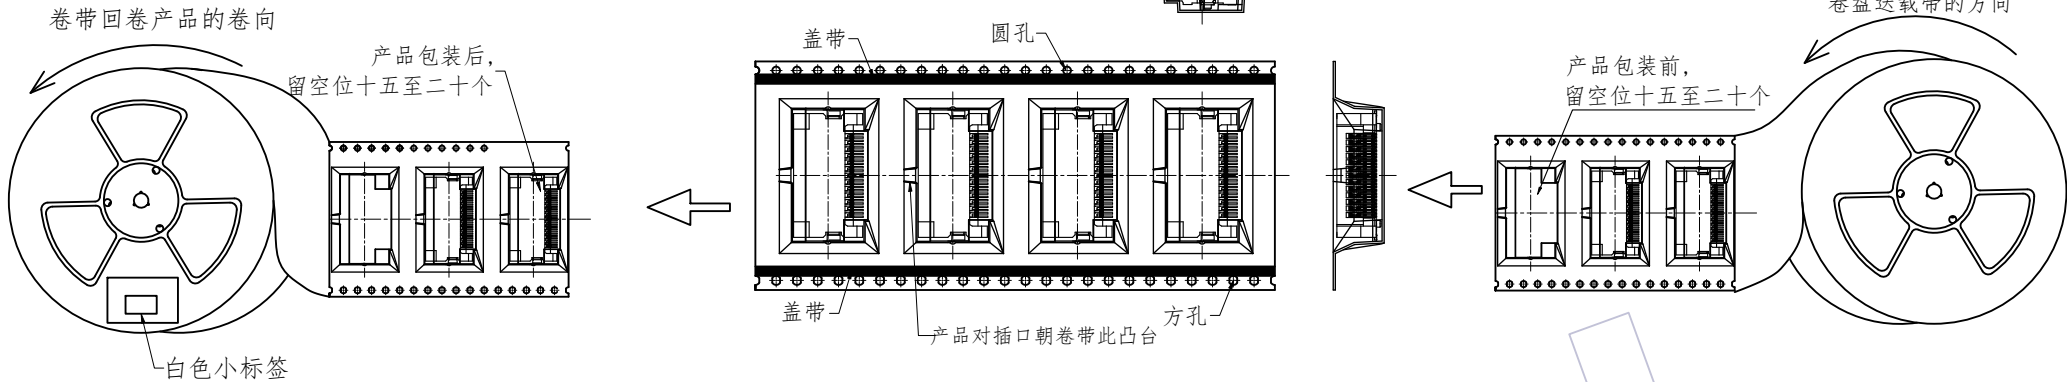 卷带回卷产品的卷向
产品包装后,
留空位十五至二十个
白色小标签
盖带
圆孔
盖带
方孔
产品对插口朝卷带此凸台
卷盘送载带的方向
产品包装前,
留空位十五至二十个